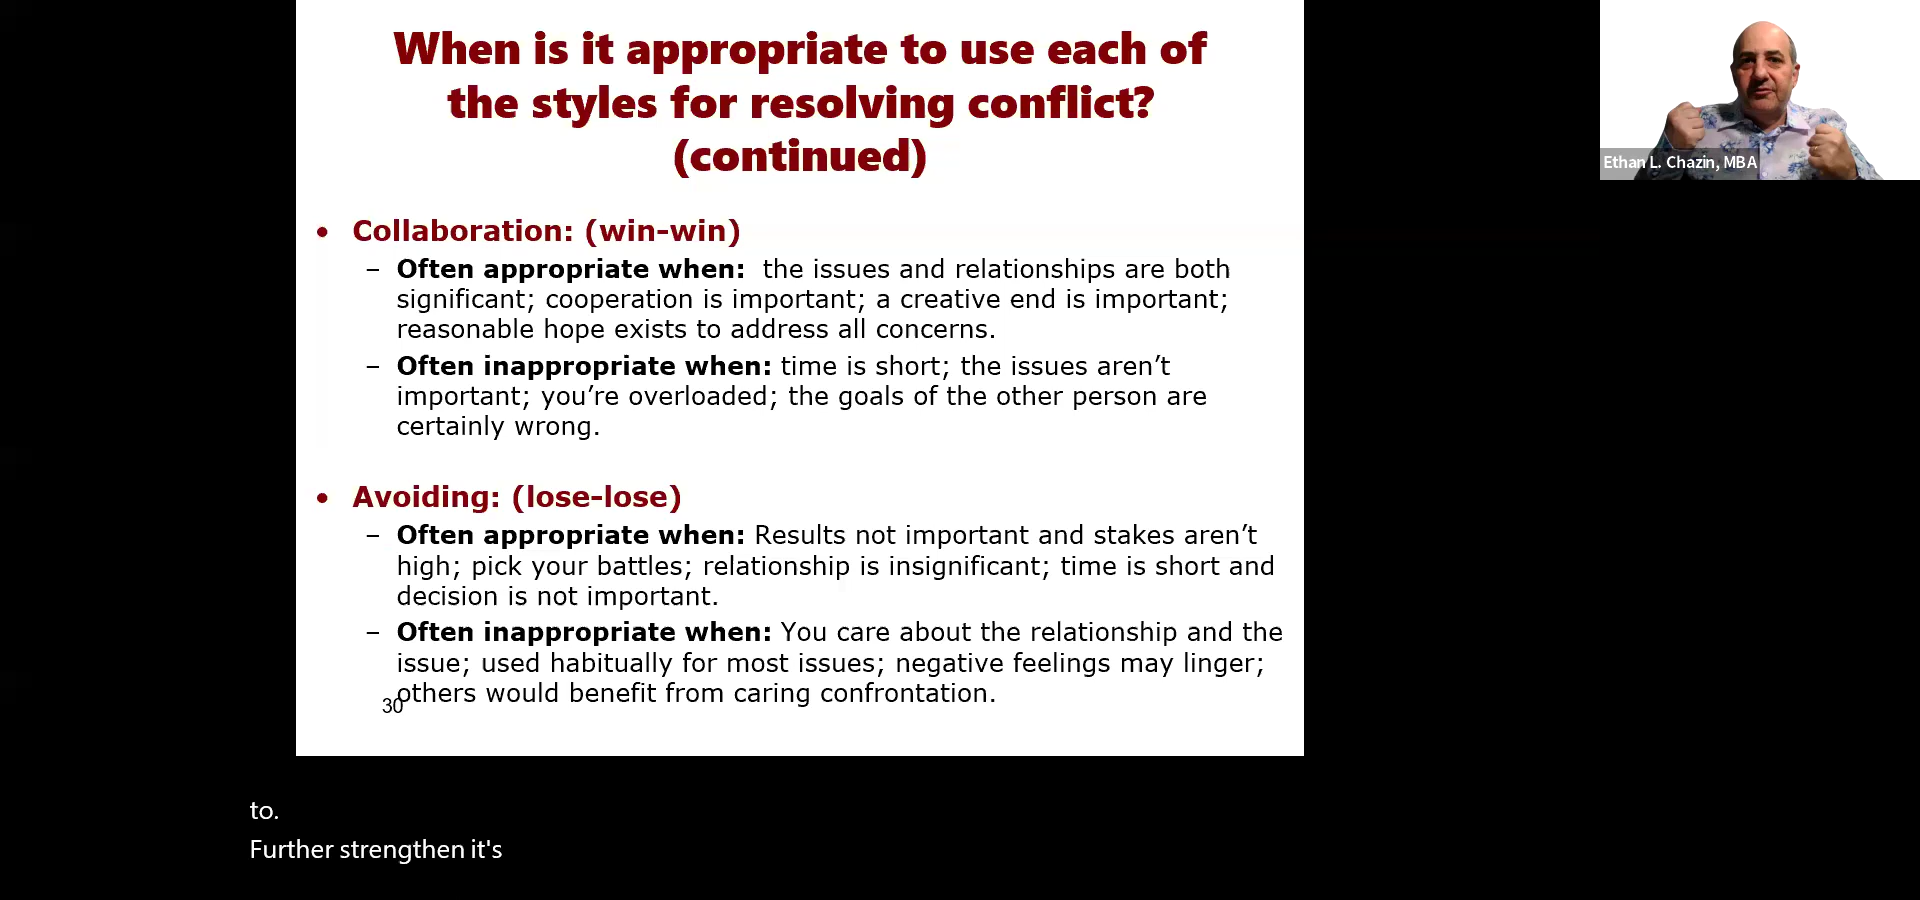 When is it appropriate to use each of
the styles for resolving conflict?
(continued)
Ethan L. Chazin, MBA
• Collaboration: (win-win)
– Often appropriate when: the issues and relationships are both
significant; cooperation is important; a creative end is important;
reasonable hope exists to address all concerns.
– Often inappropriate when: time is short; the issues aren’t
important; you’re overloaded; the goals of the other person are
certainly wrong.
• Avoiding: (lose-lose)
– Often appropriate when: Results not important and stakes aren’t
high; pick your battles; relationship is insignificant; time is short and
decision is not important.
– Often inappropriate when: You care about the relationship and the
issue; used habitually for most issues; negative feelings may linger;
others would benefit from caring confrontation.
30
to.
Further strengthen it's